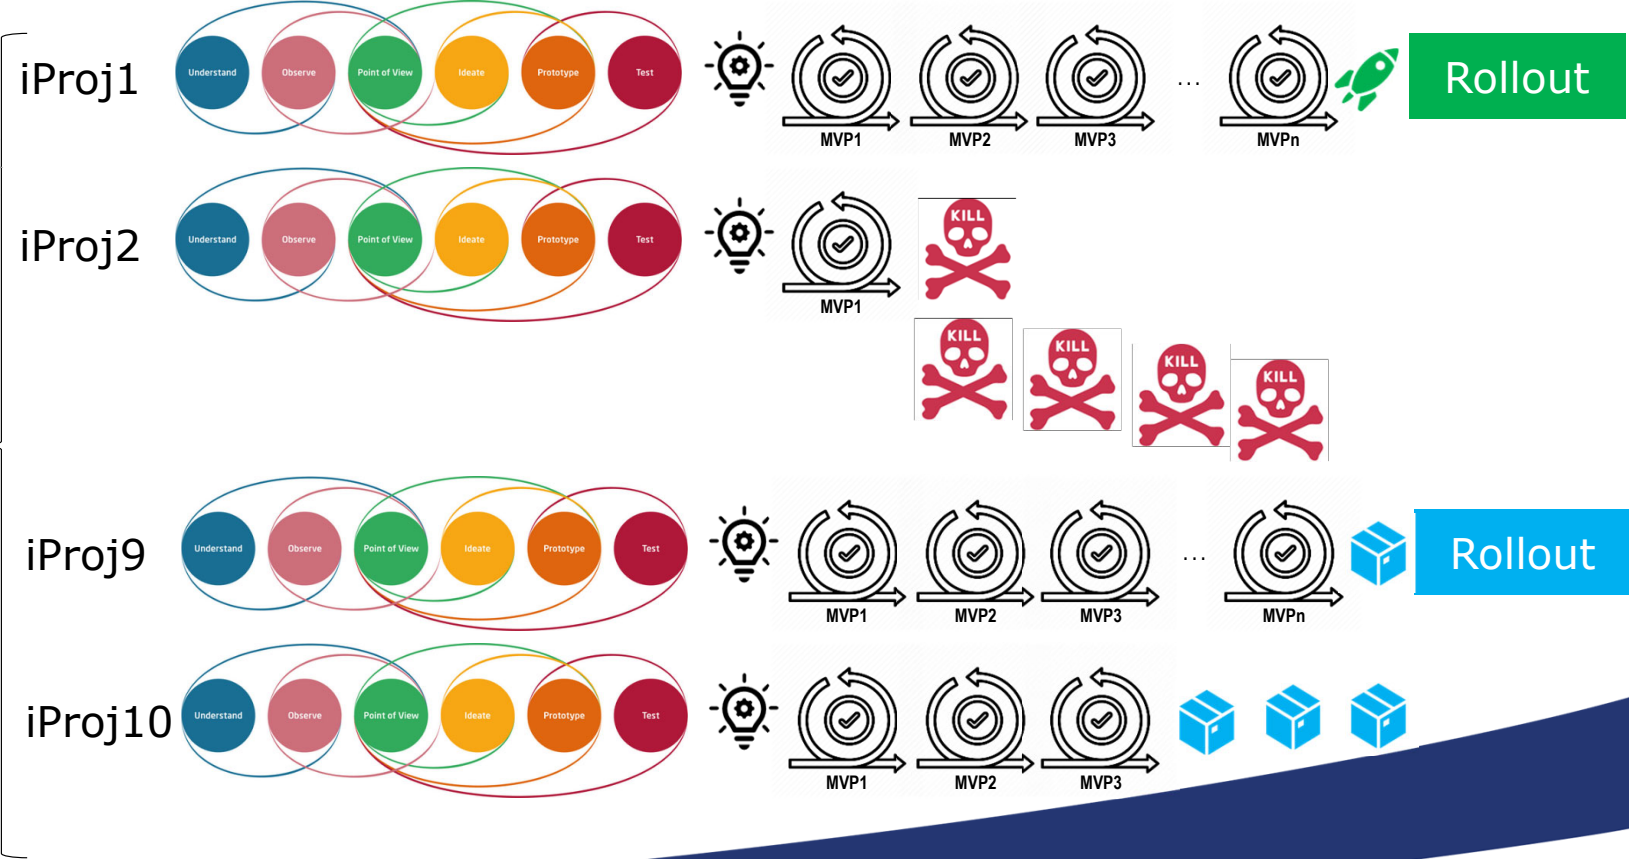 iProj1
Understand Observe Point of View Ideate Prototype Test
MVP1 MVP2 MVP3 ... MVPn
Rollout
iProj2
Understand Observe Point of View Ideate Prototype Test
MVP1
KILL
KILL KILL KILL KILL
iProj9
Understand Observe Point of View Ideate Prototype Test
MVP1 MVP2 MVP3 ... MVPn
Rollout
iProj10
Understand Observe Point of View Ideate Prototype Test
MVP1 MVP2 MVP3